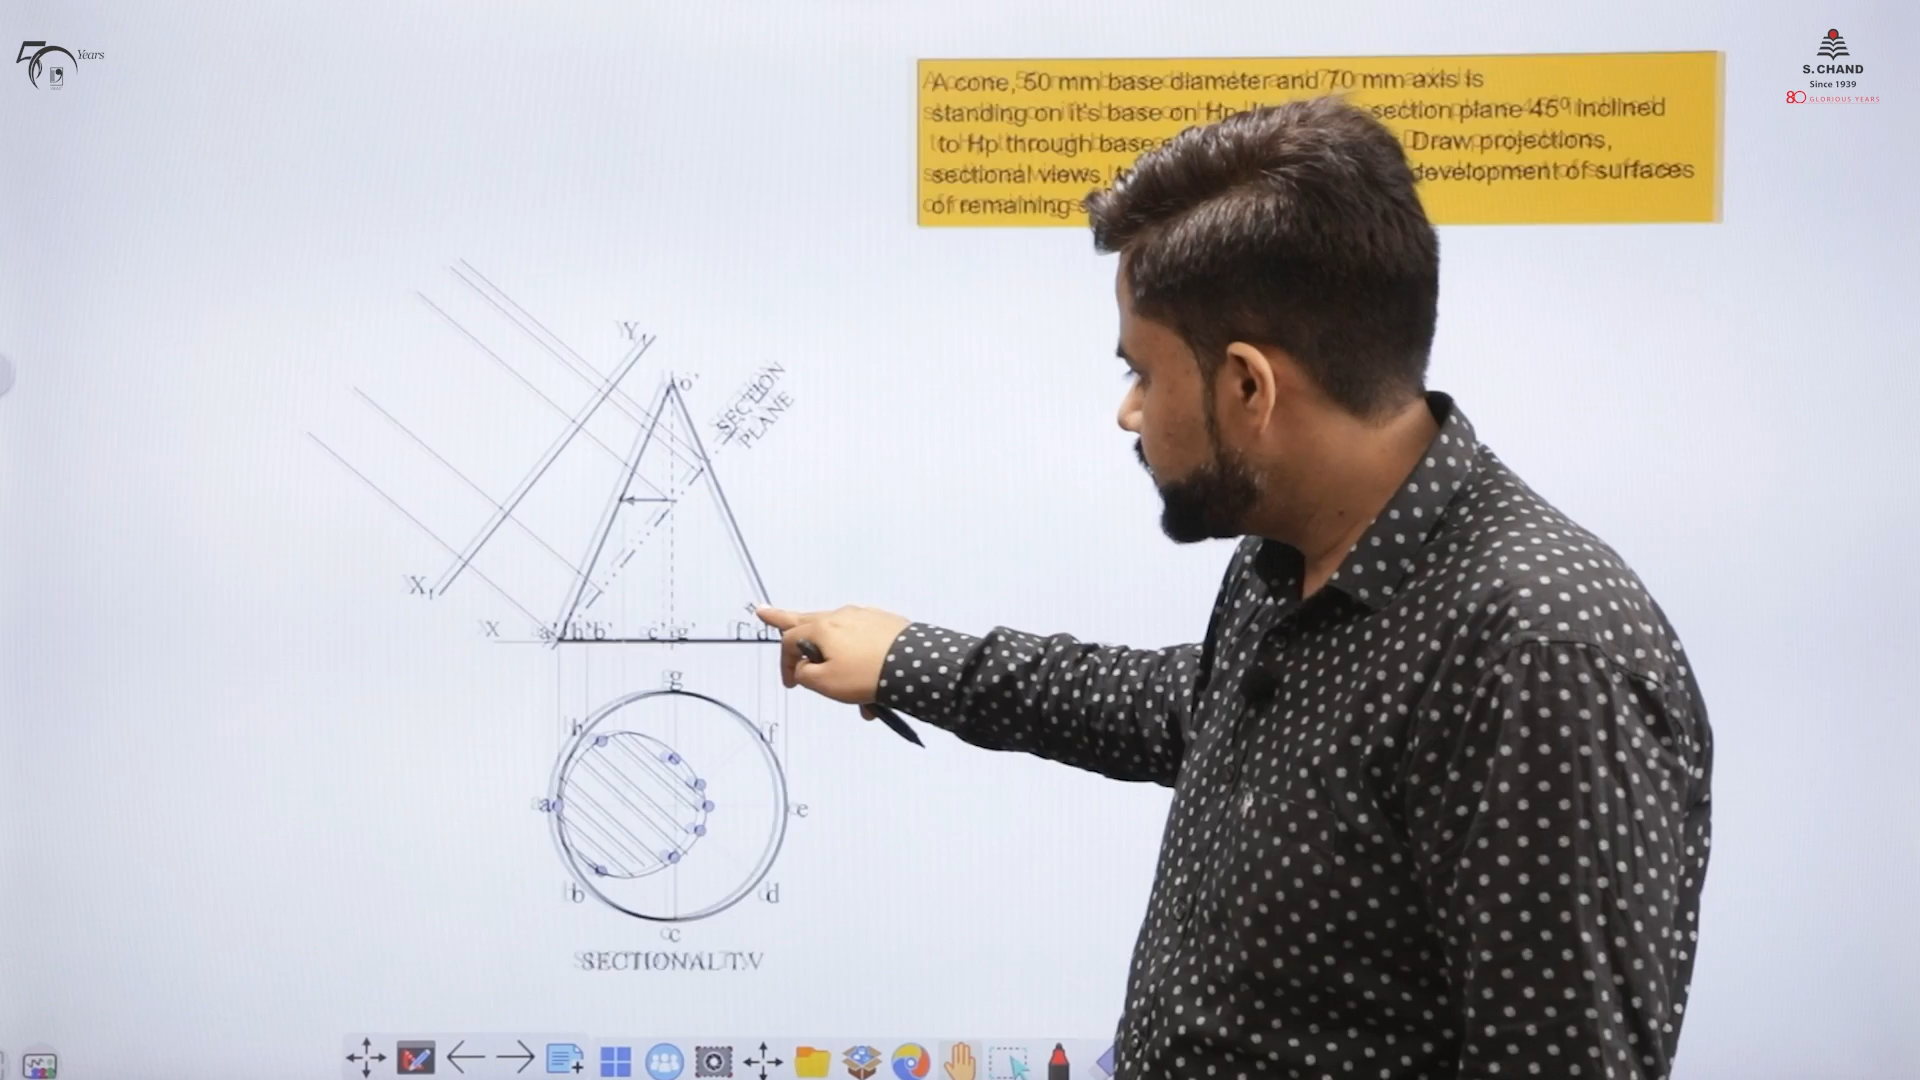 50 Years
S. CHAND
Since 1939
80 GLORIOUS YEARS
A cone, 50 mm base diameter and 70 mm axis is
standing on it's base on Hp. section plane 45⁰ inclined
to Hp through base Draw projections,
sectional views, development of surfaces
of remaining
Y₁
o'
SECTION
PLANE
X₁
X a' h' b' c' g' f' d'
g
h f
a e
b d
c
SECTIONAL T.V